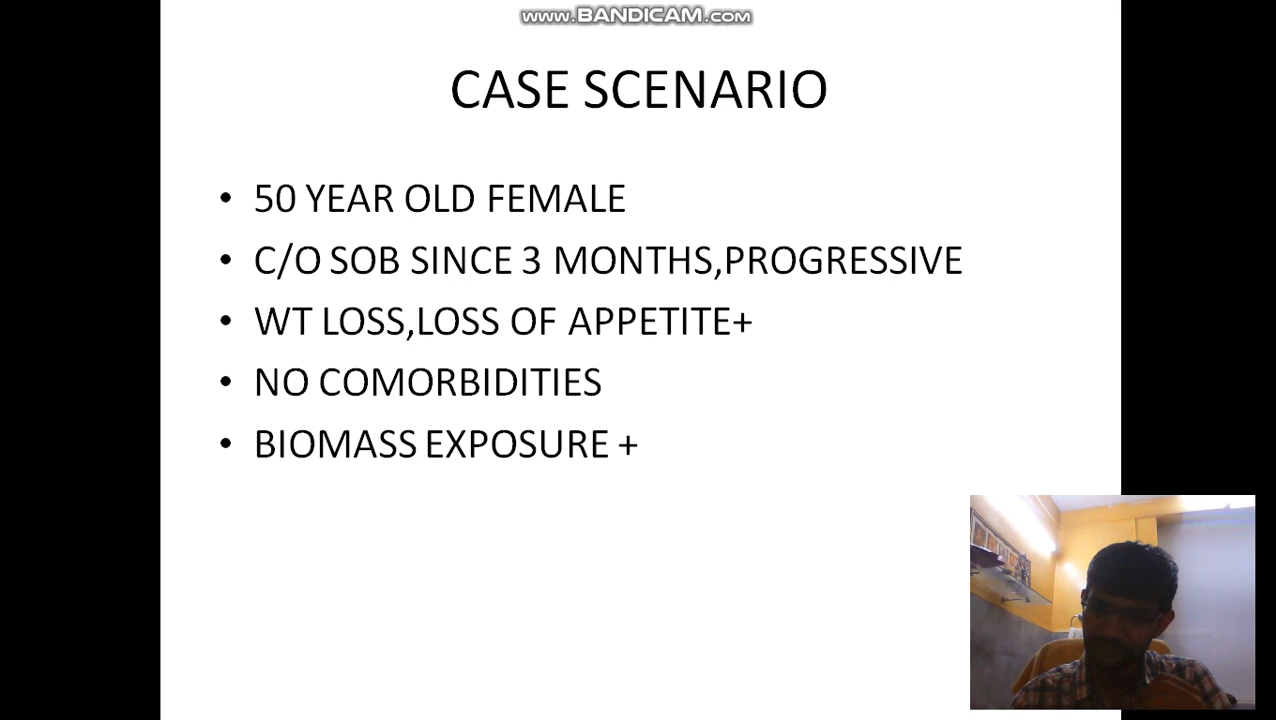 www.BANDICAM.com
CASE SCENARIO
• 50 YEAR OLD FEMALE
• C/O SOB SINCE 3 MONTHS,PROGRESSIVE
• WT LOSS,LOSS OF APPETITE+
• NO COMORBIDITIES
• BIOMASS EXPOSURE +